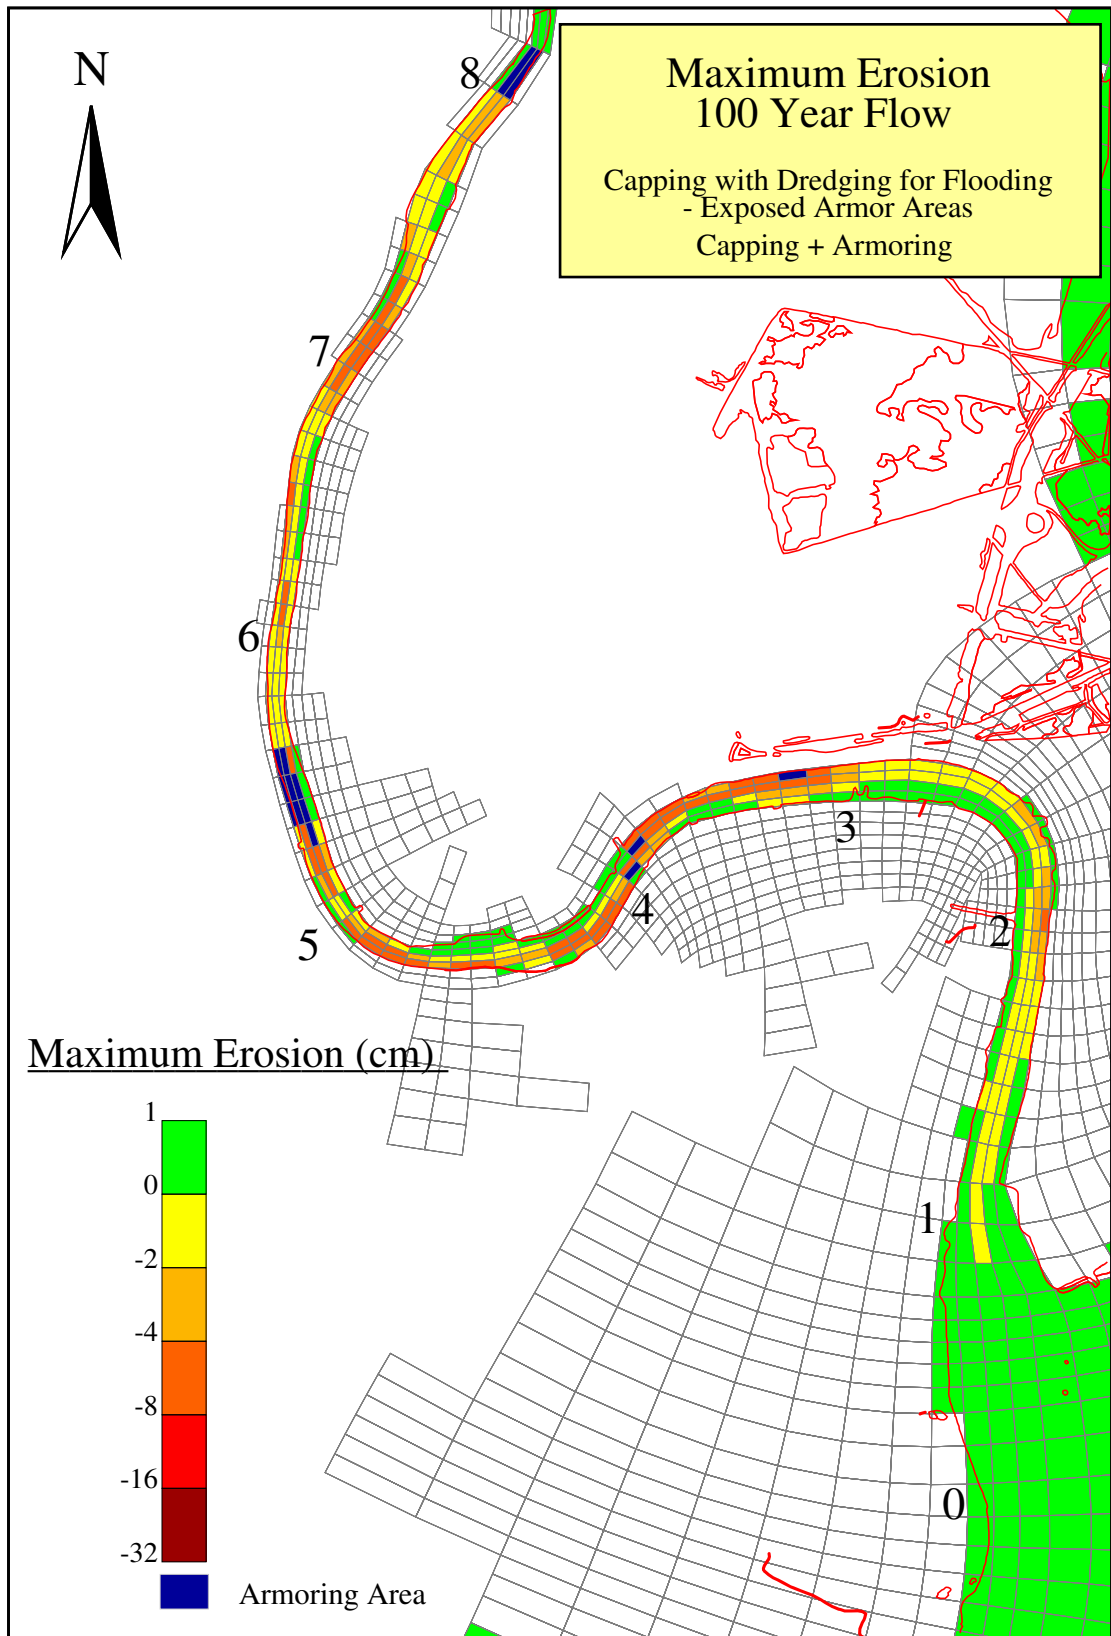 N
8
Maximum Erosion
100 Year Flow
Capping with Dredging for Flooding
- Exposed Armor Areas
Capping + Armoring
7
6
3
4
2
5
Maximum Erosion (cm)
1
0
-2
-4
-8
-16
-32
Armoring Area
1
0